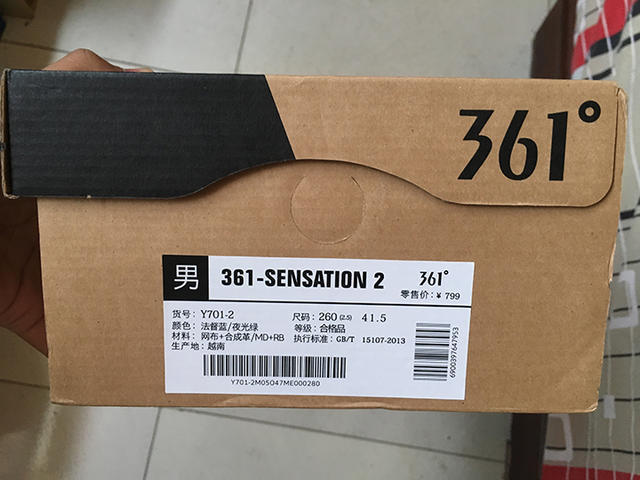 361°
男
361-SENSATION 2
361°
零售价：¥ 799
货号：Y701-2
尺码：260 (2.5) 41.5
颜色：法督蓝/夜光绿
等级：合格品
材料：网布+合成革/MD+RB
执行标准：GB/T 15107-2013
生产地：越南
Y701-2M05O47ME000280
6900397647953